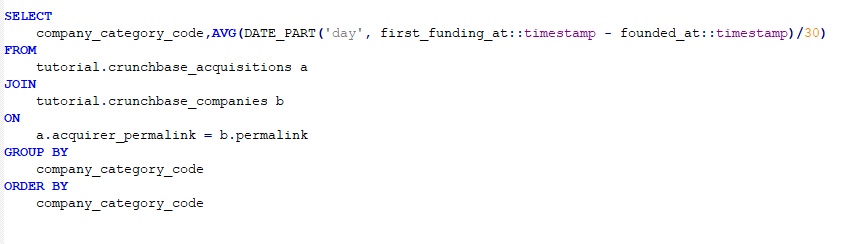 SELECT
company_category_code,AVG(DATE_PART('day', first_funding_at::timestamp - founded_at::timestamp)/30)
FROM
tutorial.crunchbase_acquisitions a
JOIN
tutorial.crunchbase_companies b
ON
a.acquirer_permalink = b.permalink
GROUP BY
company_category_code
ORDER BY
company_category_code